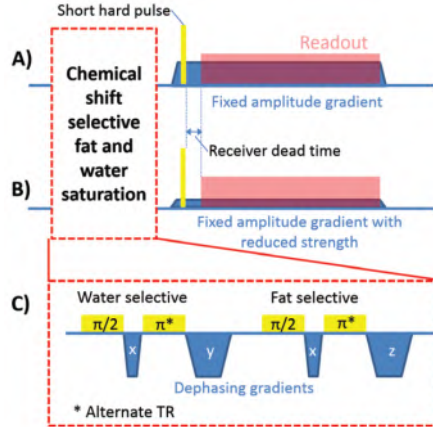 Short hard pulse
A)
Readout
Fixed amplitude gradient
Chemical
shift
selective
fat and
water
saturation
Receiver dead time
B)
Fixed amplitude gradient with
reduced strength
C)
Water selective
Fat selective
π/2
x
π*
y
π/2
x
π*
z
Dephasing gradients
* Alternate TR